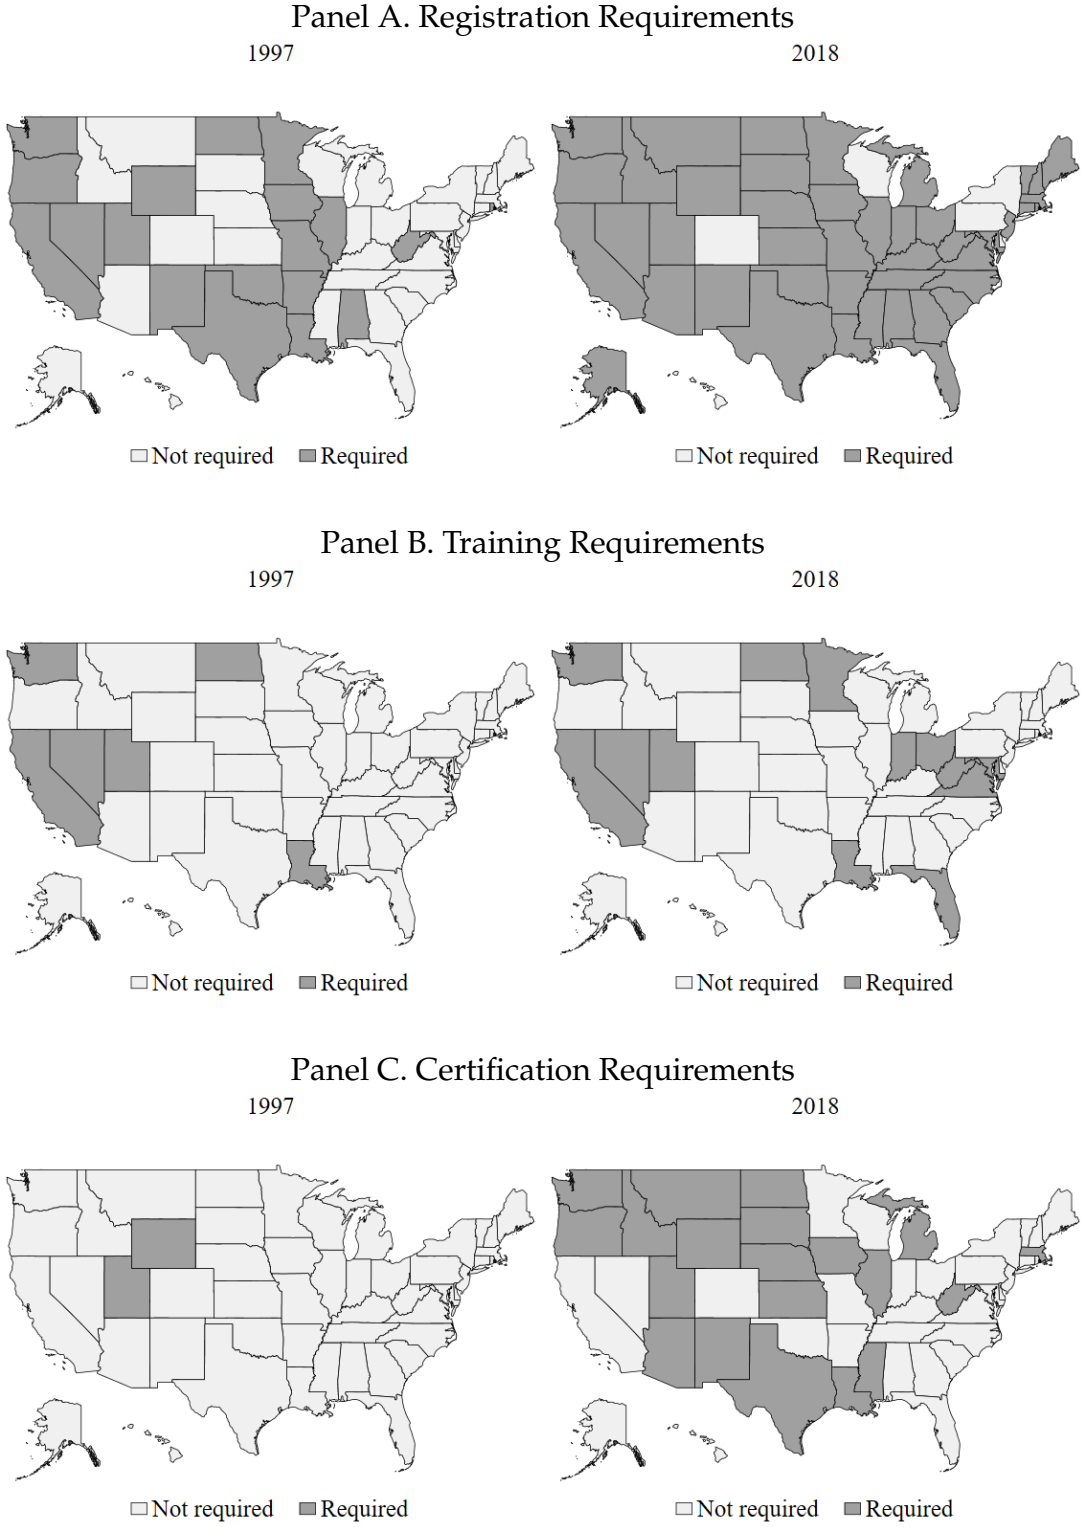 Panel A. Registration Requirements
1997 2018
Not required Required Not required Required
Panel B. Training Requirements
1997 2018
Not required Required Not required Required
Panel C. Certification Requirements
1997 2018
Not required Required Not required Required